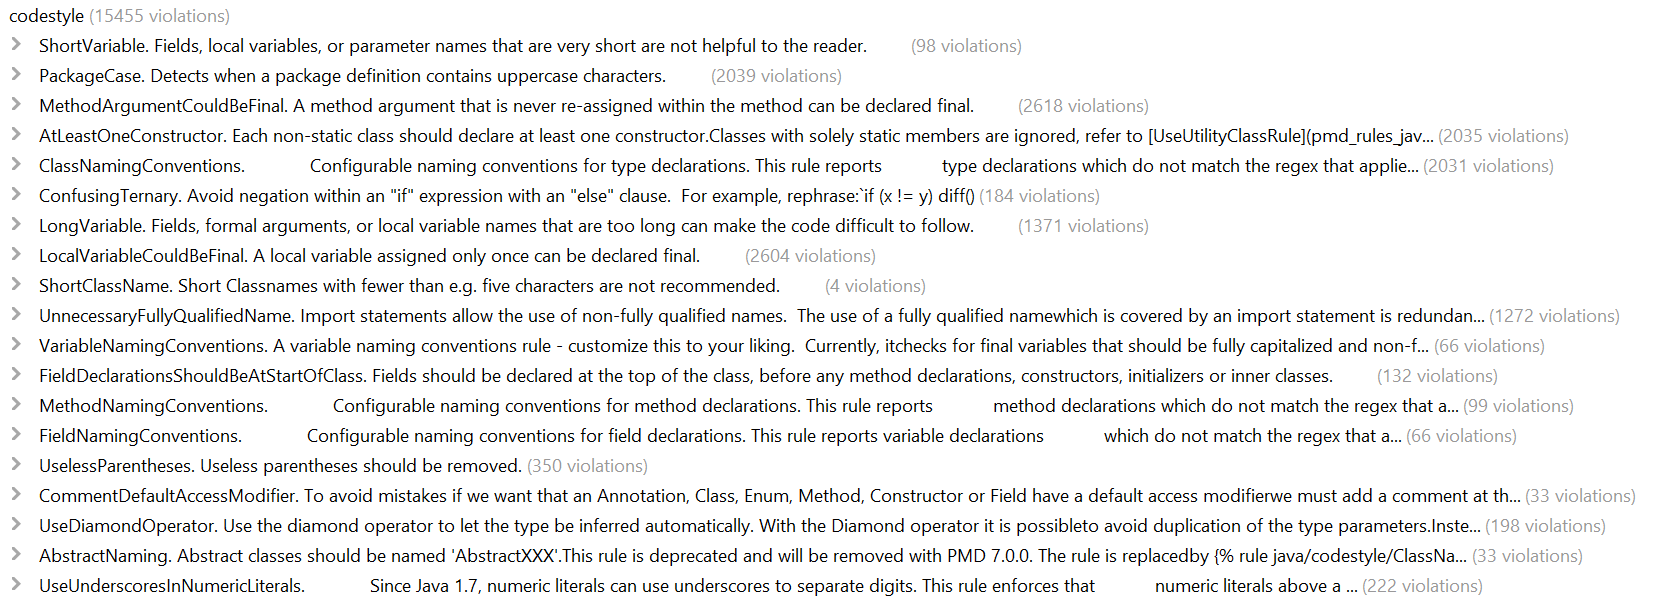 codestyle (15455 violations)
ShortVariable. Fields, local variables, or parameter names that are very short are not helpful to the reader. (98 violations)
PackageCase. Detects when a package definition contains uppercase characters. (2039 violations)
MethodArgumentCouldBeFinal. A method argument that is never re-assigned within the method can be declared final. (2618 violations)
AtLeastOneConstructor. Each non-static class should declare at least one constructor.Classes with solely static members are ignored, refer to [UseUtilityClassRule](pmd_rules_jav... (2035 violations)
ClassNamingConventions. Configurable naming conventions for type declarations. This rule reports type declarations which do not match the regex that applie... (2031 violations)
ConfusingTernary. Avoid negation within an "if" expression with an "else" clause.  For example, rephrase:`if (x != y) diff() (184 violations)
LongVariable. Fields, formal arguments, or local variable names that are too long can make the code difficult to follow. (1371 violations)
LocalVariableCouldBeFinal. A local variable assigned only once can be declared final. (2604 violations)
ShortClassName. Short Classnames with fewer than e.g. five characters are not recommended. (4 violations)
UnnecessaryFullyQualifiedName. Import statements allow the use of non-fully qualified names.  The use of a fully qualified namewhich is covered by an import statement is redundan... (1272 violations)
VariableNamingConventions. A variable naming conventions rule - customize this to your liking.  Currently, itchecks for final variables that should be fully capitalized and non-f... (66 violations)
FieldDeclarationsShouldBeAtStartOfClass. Fields should be declared at the top of the class, before any method declarations, constructors, initializers or inner classes. (132 violations)
MethodNamingConventions. Configurable naming conventions for method declarations. This rule reports method declarations which do not match the regex that a... (99 violations)
FieldNamingConventions. Configurable naming conventions for field declarations. This rule reports variable declarations which do not match the regex that a... (66 violations)
UselessParentheses. Useless parentheses should be removed. (350 violations)
CommentDefaultAccessModifier. To avoid mistakes if we want that an Annotation, Class, Enum, Method, Constructor or Field have a default access modifierwe must add a comment at th... (33 violations)
UseDiamondOperator. Use the diamond operator to let the type be inferred automatically. With the Diamond operator it is possibleto avoid duplication of the type parameters.Inste... (198 violations)
AbstractNaming. Abstract classes should be named 'AbstractXXX'.This rule is deprecated and will be removed with PMD 7.0.0. The rule is replacedby {% rule java/codestyle/ClassNa... (33 violations)
UseUnderscoresInNumericLiterals. Since Java 1.7, numeric literals can use underscores to separate digits. This rule enforces that numeric literals above a ... (222 violations)